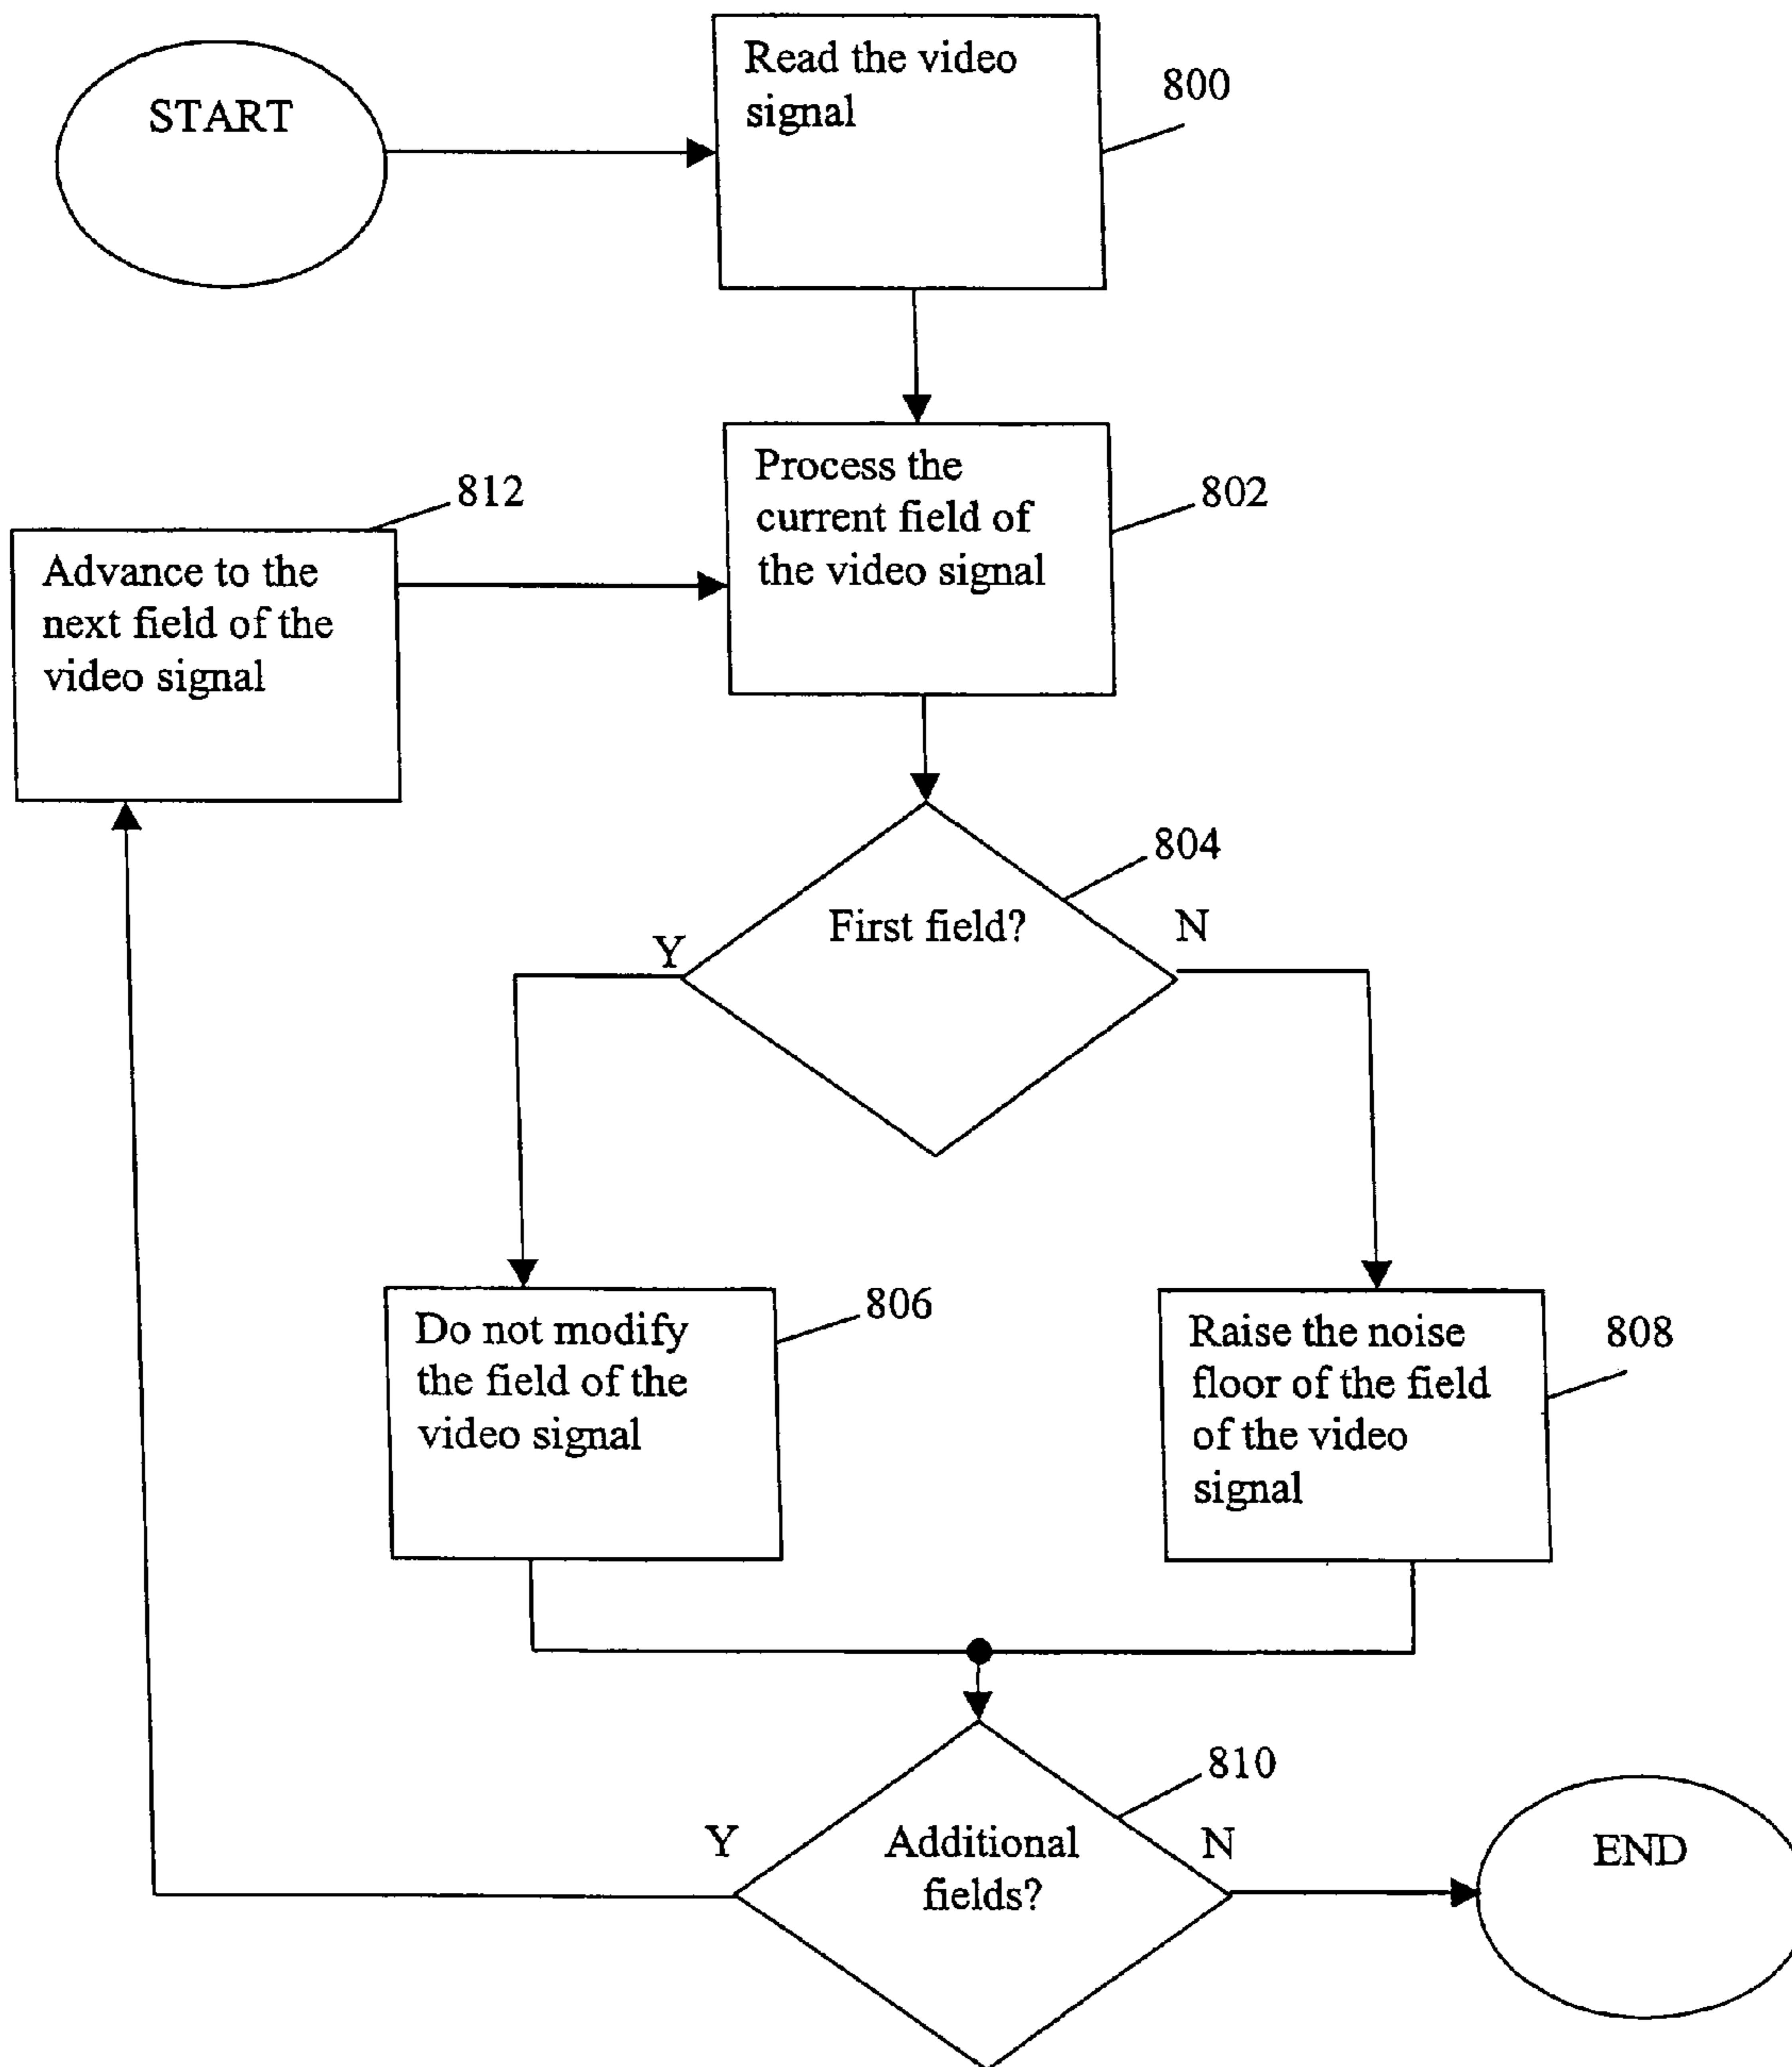 START
Read the video
signal
800
Process the
current field of
the video signal
802
812
Advance to the
next field of the
video signal
804
First field?
Y
N
Do not modify
the field of the
video signal
806
Raise the noise
floor of the field
of the video
signal
808
810
Additional
fields?
Y
N
END